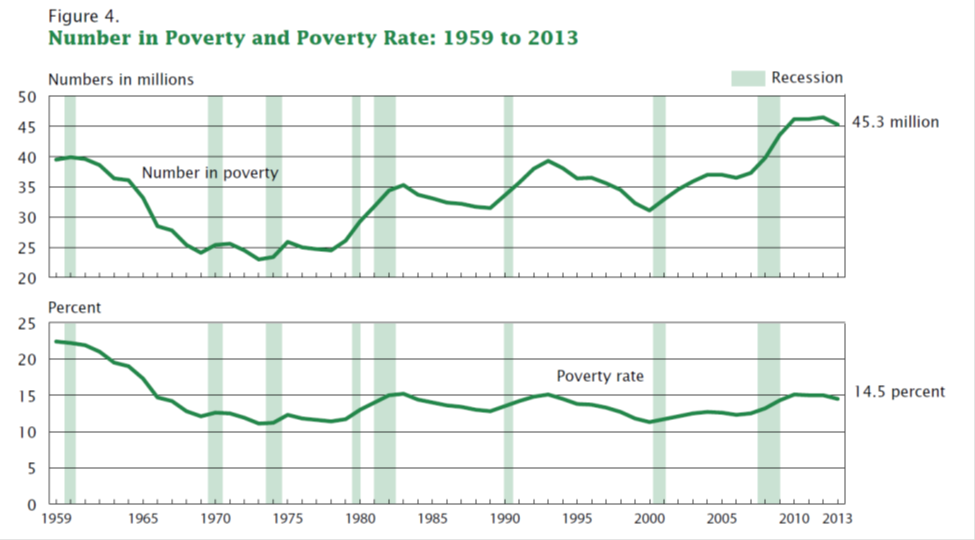 Figure 4.
Number in Poverty and Poverty Rate: 1959 to 2013
Numbers in millions
Recession
50
45
45.3 million
40
Number in poverty
35
30
25
20
Percent
25
20
Poverty rate
15
14.5 percent
10
5
0
1959 1965 1970 1975 1980 1985 1990 1995 2000 2005 2010 2013